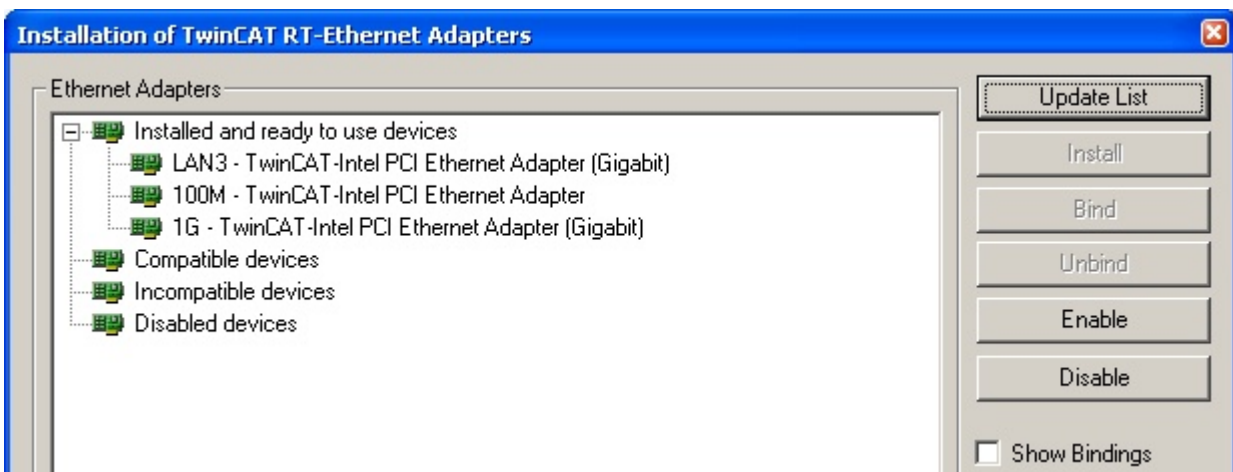 Installation of TwinCAT RT-Ethernet Adapters
Ethernet Adapters
Installed and ready to use devices
LAN3 - TwinCAT-Intel PCI Ethernet Adapter (Gigabit)
100M - TwinCAT-Intel PCI Ethernet Adapter
1G - TwinCAT-Intel PCI Ethernet Adapter (Gigabit)
Compatible devices
Incompatible devices
Disabled devices
Update List
Install
Bind
Unbind
Enable
Disable
Show Bindings